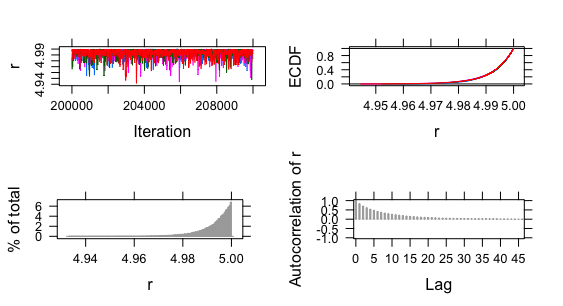 r
4.94 4.99
200000 204000 208000
Iteration
ECDF
0.0 0.4 0.8
4.95 4.96 4.97 4.98 4.99 5.00
r
% of total
0 2 4 6
4.94 4.96 4.98 5.00
r
Autocorrelation of r
-1.0 -0.5 0.0 0.5 1.0
0 5 10 15 20 25 30 35 40 45
Lag